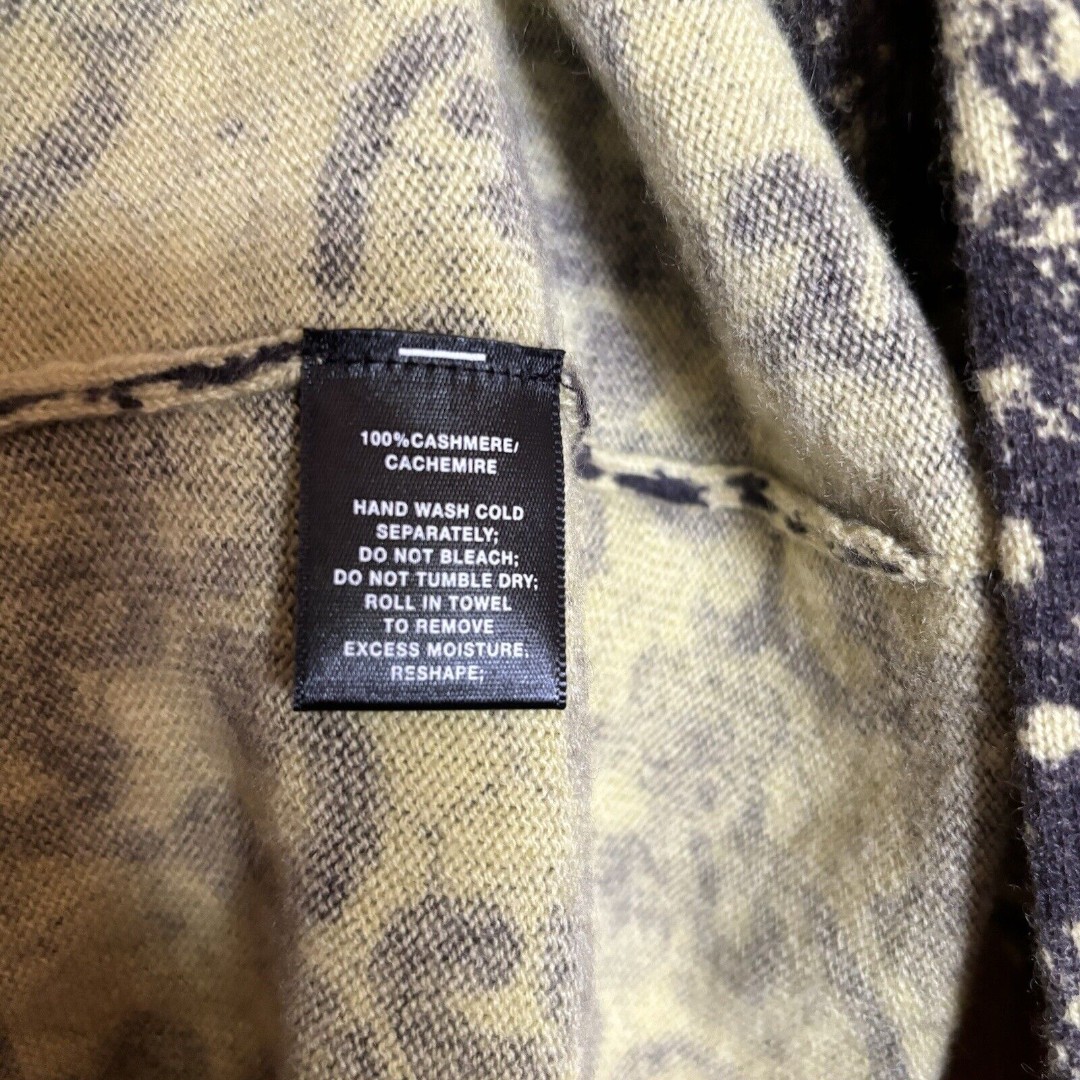 100%CASHMERE/
CACHEMIRE
HAND WASH COLD
SEPARATELY;
DO NOT BLEACH;
DO NOT TUMBLE DRY;
ROLL IN TOWEL
TO REMOVE
EXCESS MOISTURE.
RESHAPE;